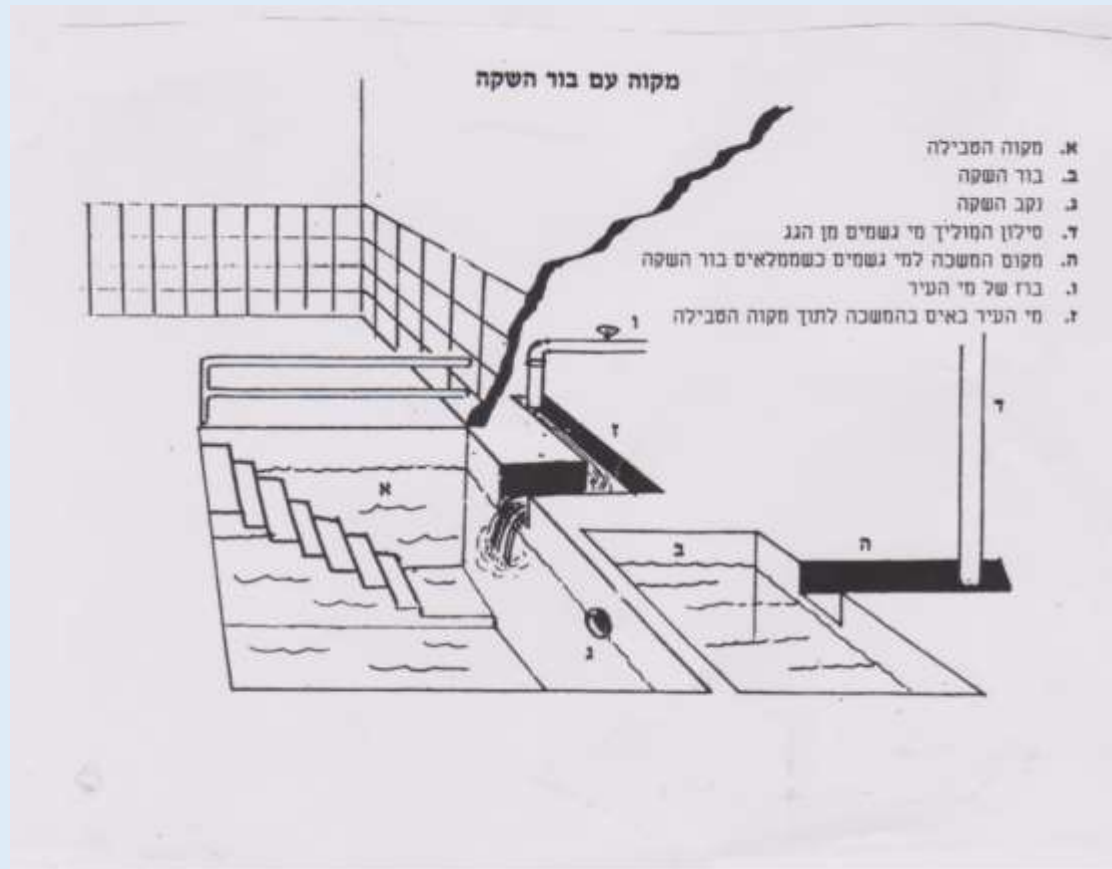 מקוה עם בור השקה
א. מקוה הטבילה
ב. בור השקה
ג. נקב השקה
ד. סילון המוליך מי גשמים מן הגג
ה. מקום המשכה למי גשמים כשממלאים בור השקה
ו. ברז של מי העיר
ז. מי העיר באים בהמשכה לתוך מקוה הטבילה
ו
ד
ז
א
ב
ה
ג